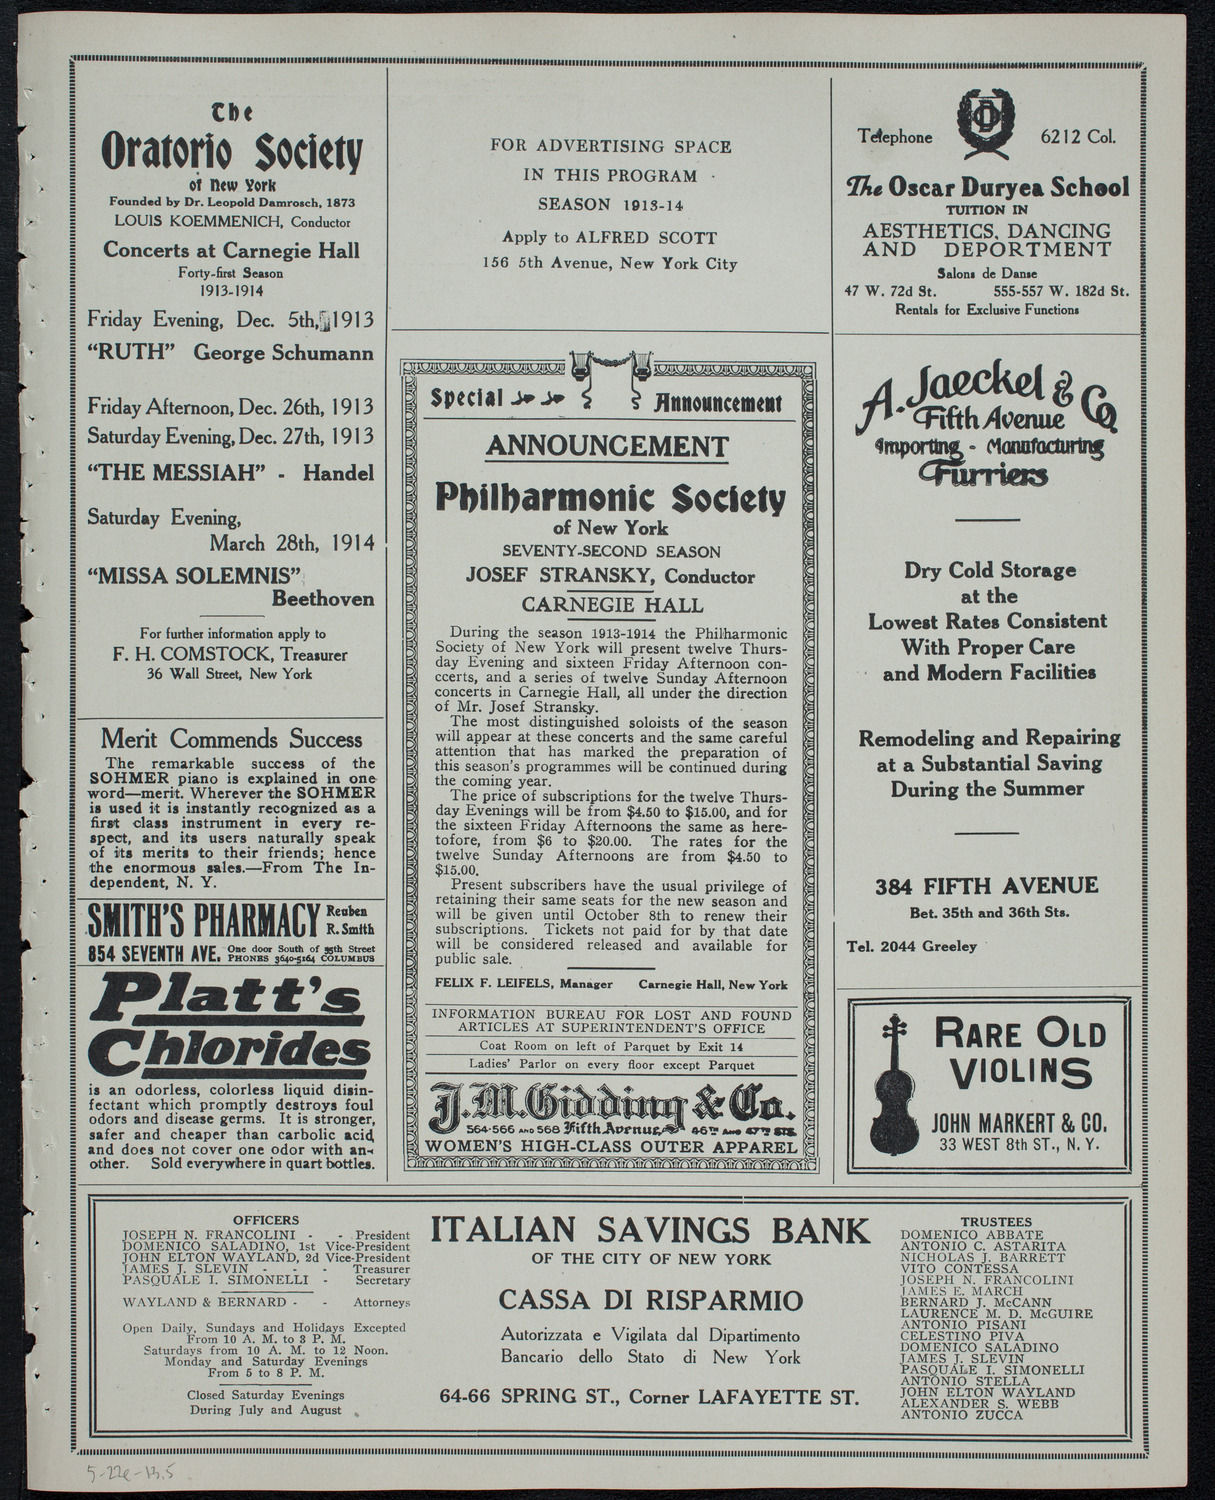 The
Oratorio Society
of New York
Founded by Dr. Leopold Damrosch, 1873
LOUIS KOEMMENICH, Conductor
Concerts at Carnegie Hall
Forty-first Season
1913-1914
Friday Evening, Dec. 5th, 1913
“RUTH” George Schumann
Friday Afternoon, Dec. 26th, 1913
Saturday Evening, Dec. 27th, 1913
“THE MESSIAH” - Handel
Saturday Evening,
March 28th, 1914
“MISSA SOLEMNIS”
Beethoven
For further information apply to
F. H. COMSTOCK, Treasurer
36 Wall Street, New York
Merit Commends Success
The remarkable success of the
SOHMER piano is explained in one
word—merit. Wherever the SOHMER
is used it is instantly recognized as a
first class instrument in every re-
spect, and its users naturally speak
of its merits to their friends; hence
the enormous sales.—From The In-
dependent, N. Y.
SMITH'S PHARMACY Reuben
R. Smith
854 SEVENTH AVE. One door South of 55th Street
PHONES 3640-5164 COLUMBUS
Platt's
Chlorides
is an odorless, colorless liquid disin-
fectant which promptly destroys foul
odors and disease germs. It is stronger,
safer and cheaper than carbolic acid
and does not cover one odor with an-
other. Sold everywhere in quart bottles.
FOR ADVERTISING SPACE
IN THIS PROGRAM
SEASON 1913-14
Apply to ALFRED SCOTT
156 5th Avenue, New York City
Special Announcement
ANNOUNCEMENT
Philharmonic Society
of New York
SEVENTY-SECOND SEASON
JOSEF STRANSKY, Conductor
CARNEGIE HALL
During the season 1913-1914 the Philharmonic
Society of New York will present twelve Thurs-
day Evening and sixteen Friday Afternoon con-
ccerts, and a series of twelve Sunday Afternoon
concerts in Carnegie Hall, all under the direction
of Mr. Josef Stransky.
The most distinguished soloists of the season
will appear at these concerts and the same careful
attention that has marked the preparation of
this season's programmes will be continued during
the coming year.
The price of subscriptions for the twelve Thurs-
day Evenings will be from $4.50 to $15.00, and for
the sixteen Friday Afternoons the same as here-
tofore, from $6 to $20.00. The rates for the
twelve Sunday Afternoons are from $4.50 to
$15.00.
Present subscribers have the usual privilege of
retaining their same seats for the new season and
will be given until October 8th to renew their
subscriptions. Tickets not paid for by that date
will be considered released and available for
public sale.
FELIX F. LEIFELS, Manager Carnegie Hall, New York
INFORMATION BUREAU FOR LOST AND FOUND
ARTICLES AT SUPERINTENDENT'S OFFICE
Coat Room on left of Parquet by Exit 14
Ladies' Parlor on every floor except Parquet
J.M.Gidding & Co.
564-566 AND 568 Fifth Avenue 46TH AND 47TH STS.
WOMEN'S HIGH-CLASS OUTER APPAREL
Telephone 6212 Col.
The Oscar Duryea School
TUITION IN
AESTHETICS, DANCING
AND DEPORTMENT
Salons de Danse
47 W. 72d St. 555-557 W. 182d St.
Rentals for Exclusive Functions
A. Jaeckel & Co.
Fifth Avenue
Importing - Manufacturing
Furriers
Dry Cold Storage
at the
Lowest Rates Consistent
With Proper Care
and Modern Facilities
Remodeling and Repairing
at a Substantial Saving
During the Summer
384 FIFTH AVENUE
Bet. 35th and 36th Sts.
Tel. 2044 Greeley
RARE OLD
VIOLINS
JOHN MARKERT & CO.
33 WEST 8th ST., N. Y.
OFFICERS
JOSEPH N. FRANCOLINI - - President
DOMENICO SALADINO, 1st Vice-President
JOHN ELTON WAYLAND, 2d Vice-President
JAMES J. SLEVIN - - - Treasurer
PASQUALE I. SIMONELLI - Secretary
WAYLAND & BERNARD - - Attorneys
Open Daily, Sundays and Holidays Excepted
From 10 A. M. to 3 P. M.
Saturdays from 10 A. M. to 12 Noon.
Monday and Saturday Evenings
From 5 to 8 P. M.
Closed Saturday Evenings
During July and August
ITALIAN SAVINGS BANK
OF THE CITY OF NEW YORK
CASSA DI RISPARMIO
Autorizzata e Vigilata dal Dipartimento
Bancario dello Stato di New York
64-66 SPRING ST., Corner LAFAYETTE ST.
TRUSTEES
DOMENICO ABBATE
ANTONIO C. ASTARITA
NICHOLAS J. BARRETT
VITO CONTESSA
JOSEPH N. FRANCOLINI
JAMES E. MARCH
BERNARD J. McCANN
LAURENCE M. D. McGUIRE
ANTONIO PISANI
CELESTINO PIVA
DOMENICO SALADINO
JAMES J. SLEVIN
PASQUALE I. SIMONELLI
ANTONIO STELLA
JOHN ELTON WAYLAND
ALEXANDER S. WEBB
ANTONIO ZUCCA
5-22e-13.5